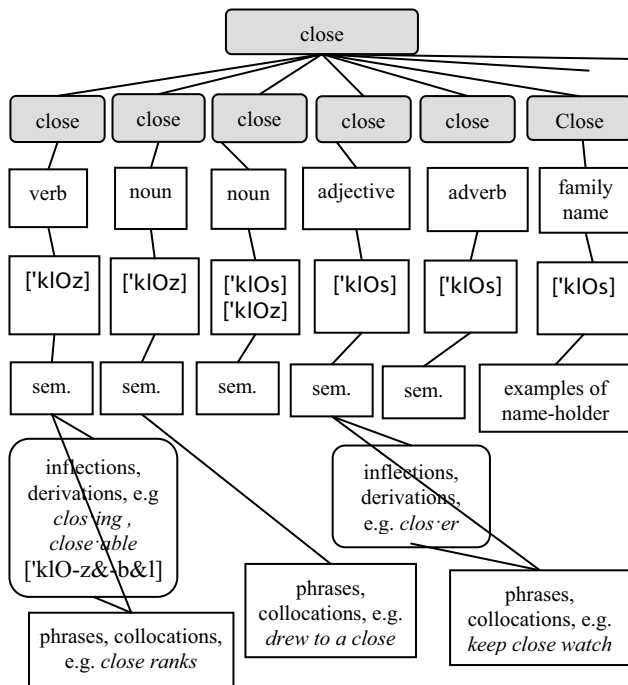 close
close
close
close
close
close
Close
verb
noun
noun
adjective
adverb
family
name
['klOz]
['klOz]
['klOs]
['klOz]
['klOs]
['klOs]
['klOs]
sem.
sem.
sem.
sem.
sem.
examples of
name-holder
inflections,
derivations, e.g
clos·ing ,
close·able
['klO-z&-b&l]
inflections,
derivations,
e.g. clos·er
phrases, collocations,
e.g. close ranks
phrases,
collocations, e.g.
drew to a close
phrases,
collocations, e.g.
keep close watch